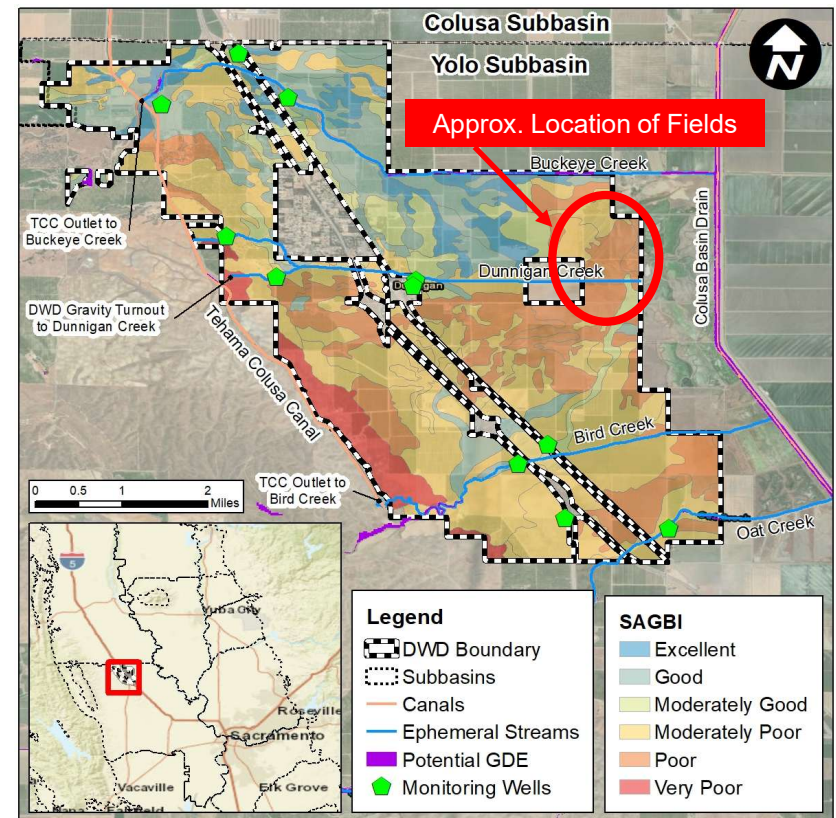 Colusa Subbasin
Yolo Subbasin
N
Approx. Location of Fields
Buckeye Creek
TCC Outlet to
Buckeye Creek
Dunnigan Creek
Colusa Basin Drain
DWD Gravity Turnout
to Dunnigan Creek
Tehama Colusa Canal
Bird Creek
TCC Outlet to
Bird Creek
Oat Creek
0 0.5 1 2
Miles
5
Yuba City
Roseville
Sacramento
Vacaville
Elk Grove
Legend
DWD Boundary
Subbasins
Canals
Ephemeral Streams
Potential GDE
Monitoring Wells
SAGBI
Excellent
Good
Moderately Good
Moderately Poor
Poor
Very Poor